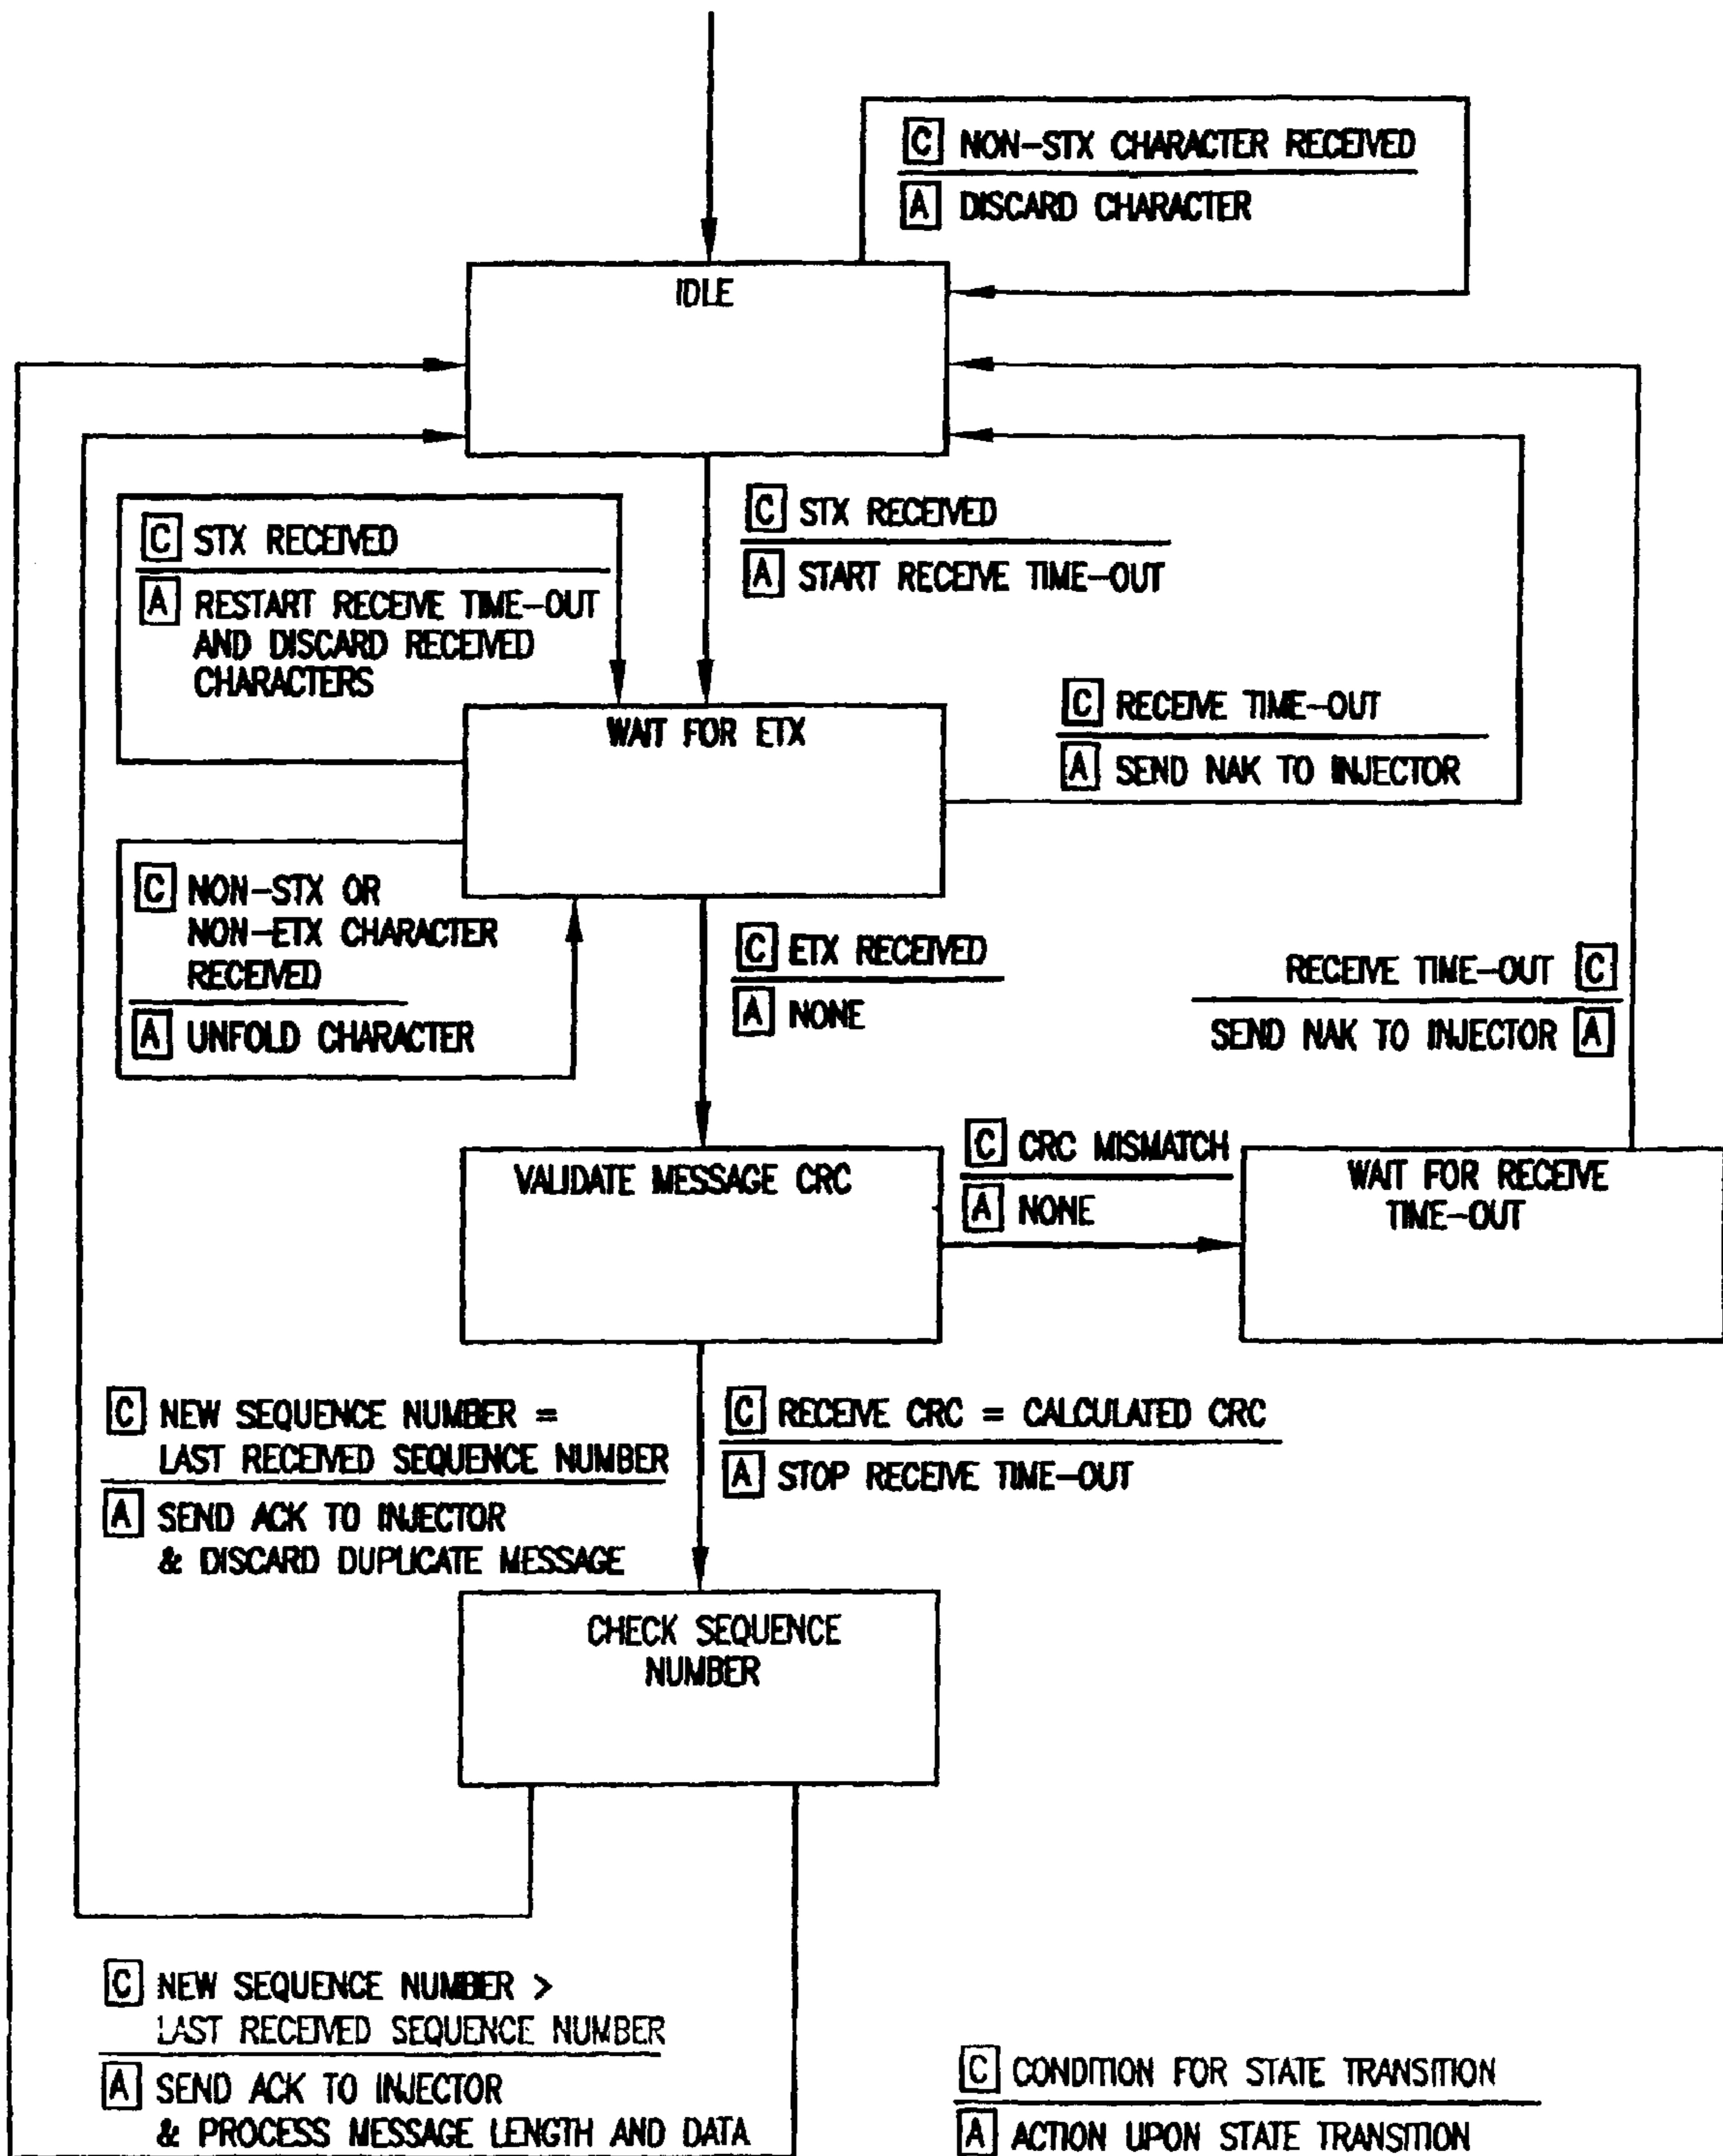 C NON-STX CHARACTER RECEIVED
A DISCARD CHARACTER
IDLE
C STX RECEIVED
A RESTART RECEIVE TIME-OUT
AND DISCARD RECEIVED
CHARACTERS
C STX RECEIVED
A START RECEIVE TIME-OUT
WAIT FOR ETX
C RECEIVE TIME-OUT
A SEND NAK TO INJECTOR
C NON-STX OR
NON-ETX CHARACTER
RECEIVED
A UNFOLD CHARACTER
C ETX RECEIVED
A NONE
RECEIVE TIME-OUT C
SEND NAK TO INJECTOR A
VALIDATE MESSAGE CRC
C CRC MISMATCH
A NONE
WAIT FOR RECEIVE
TIME-OUT
C NEW SEQUENCE NUMBER =
LAST RECEIVED SEQUENCE NUMBER
A SEND ACK TO INJECTOR
& DISCARD DUPLICATE MESSAGE
C RECEIVE CRC = CALCULATED CRC
A STOP RECEIVE TIME-OUT
CHECK SEQUENCE
NUMBER
C NEW SEQUENCE NUMBER >
LAST RECEIVED SEQUENCE NUMBER
A SEND ACK TO INJECTOR
& PROCESS MESSAGE LENGTH AND DATA
C CONDITION FOR STATE TRANSITION
A ACTION UPON STATE TRANSITION